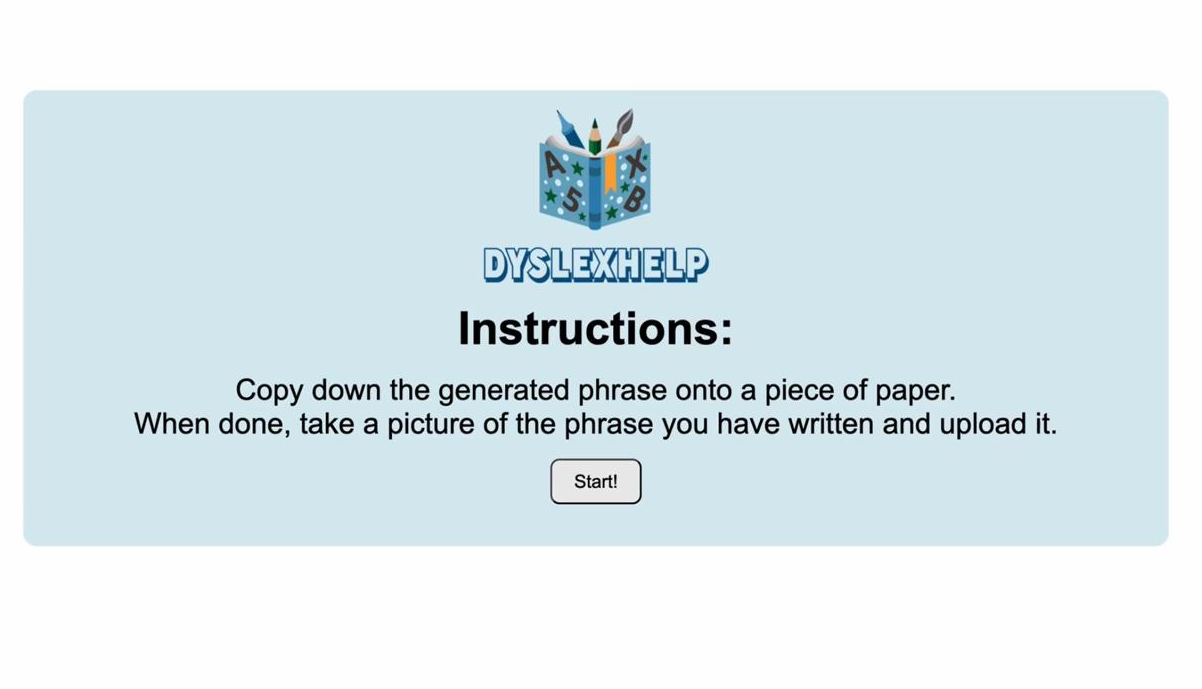 A X
5 B
DYSLEXHELP
Instructions:
Copy down the generated phrase onto a piece of paper.
When done, take a picture of the phrase you have written and upload it.
Start!